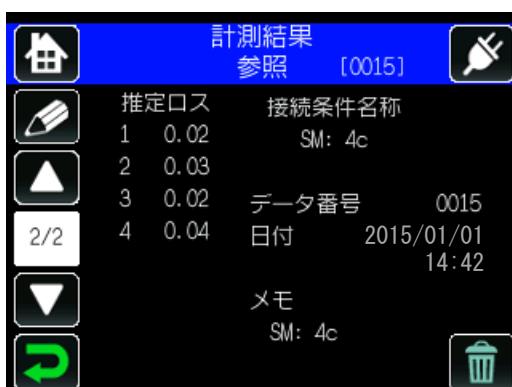 計測結果
参照 [0015]
推定ロス
1 0.02
2 0.03
3 0.02
4 0.04
2/2
接続条件名称
SM: 4c
データ番号 0015
日付 2015/01/01
14:42
メモ
SM: 4c